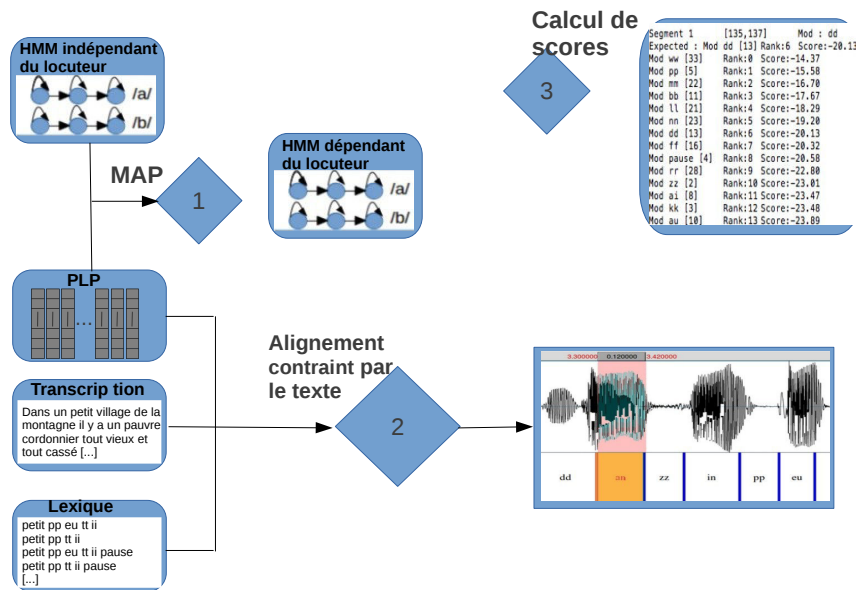 HMM indépendant
du locuteur
/a/
/b/
MAP
1
HMM dépendant
du locuteur
/a/
/b/
Calcul de
scores
3
Segment 1 [135,137] Mod : dd
Expected : Mod dd [13] Rank:6 Score:-20.13
Mod ww [33] Rank:0 Score:-14.37
Mod pp [5] Rank:1 Score:-15.58
Mod mm [22] Rank:2 Score:-16.70
Mod bb [11] Rank:3 Score:-17.67
Mod ll [21] Rank:4 Score:-18.29
Mod nn [23] Rank:5 Score:-19.20
Mod dd [13] Rank:6 Score:-20.13
Mod ff [16] Rank:7 Score:-20.32
Mod pause [4] Rank:8 Score:-20.58
Mod rr [28] Rank:9 Score:-22.80
Mod zz [2] Rank:10 Score:-23.01
Mod ai [8] Rank:11 Score:-23.47
Mod kk [3] Rank:12 Score:-23.48
Mod au [10] Rank:13 Score:-23.89
PLP
...
Transcrip tion
Dans un petit village de la
montagne il y a un pauvre
cordonnier tout vieux et
tout cassé [...]
Lexique
petit pp eu tt ii
petit pp tt ii
petit pp eu tt ii pause
petit pp tt ii pause
[...]
Alignement
contraint par
le texte
2
3.300000 0.120000 3.420000
dd an zz in pp eu